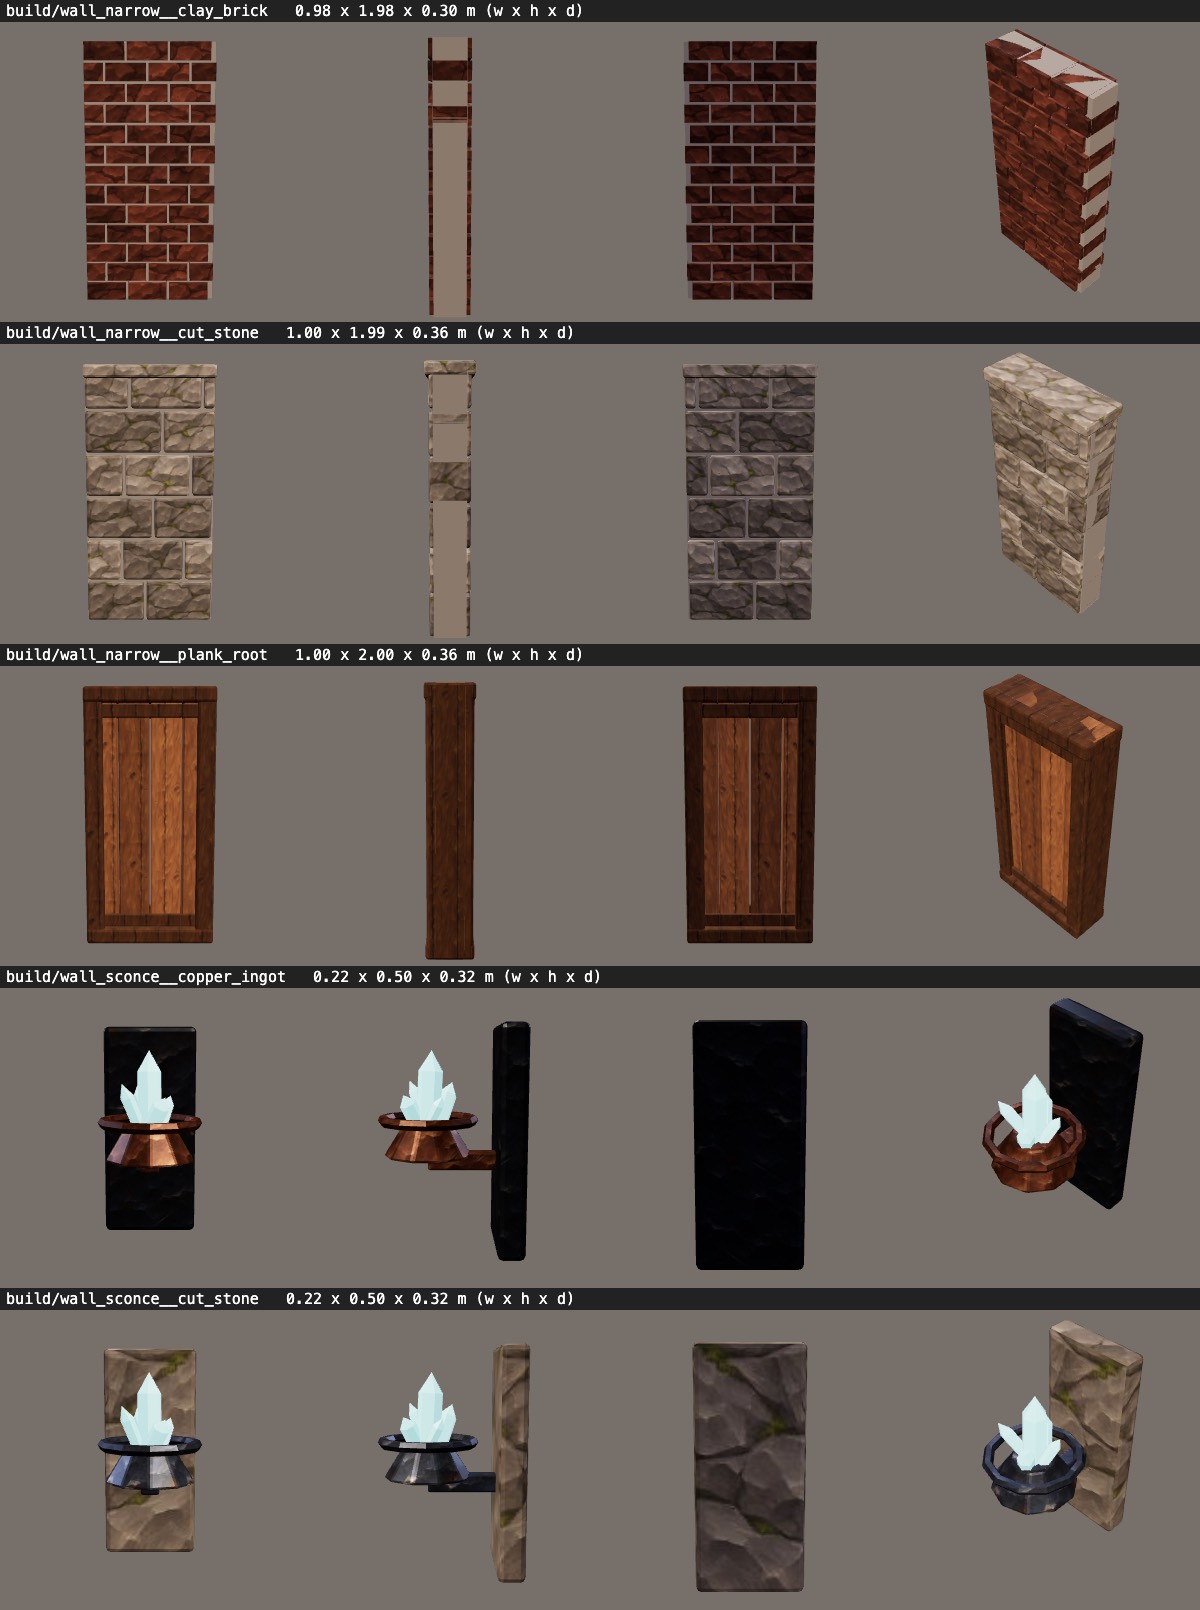 build/wall_narrow__clay_brick 0.98 x 1.98 x 0.30 m (w x h x d)
build/wall_narrow__cut_stone 1.00 x 1.99 x 0.36 m (w x h x d)
build/wall_narrow__plank_root 1.00 x 2.00 x 0.36 m (w x h x d)
build/wall_sconce__copper_ingot 0.22 x 0.50 x 0.32 m (w x h x d)
build/wall_sconce__cut_stone 0.22 x 0.50 x 0.32 m (w x h x d)